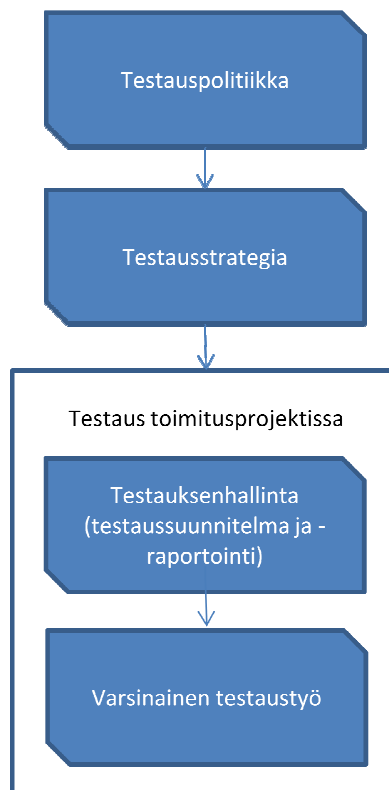 Testauspolitiikka
Testausstrategia
Testaus toimitusprojektissa
Testauksenhallinta
(testaussuunnitelma ja -
raportointi)
Varsinainen testaustyö